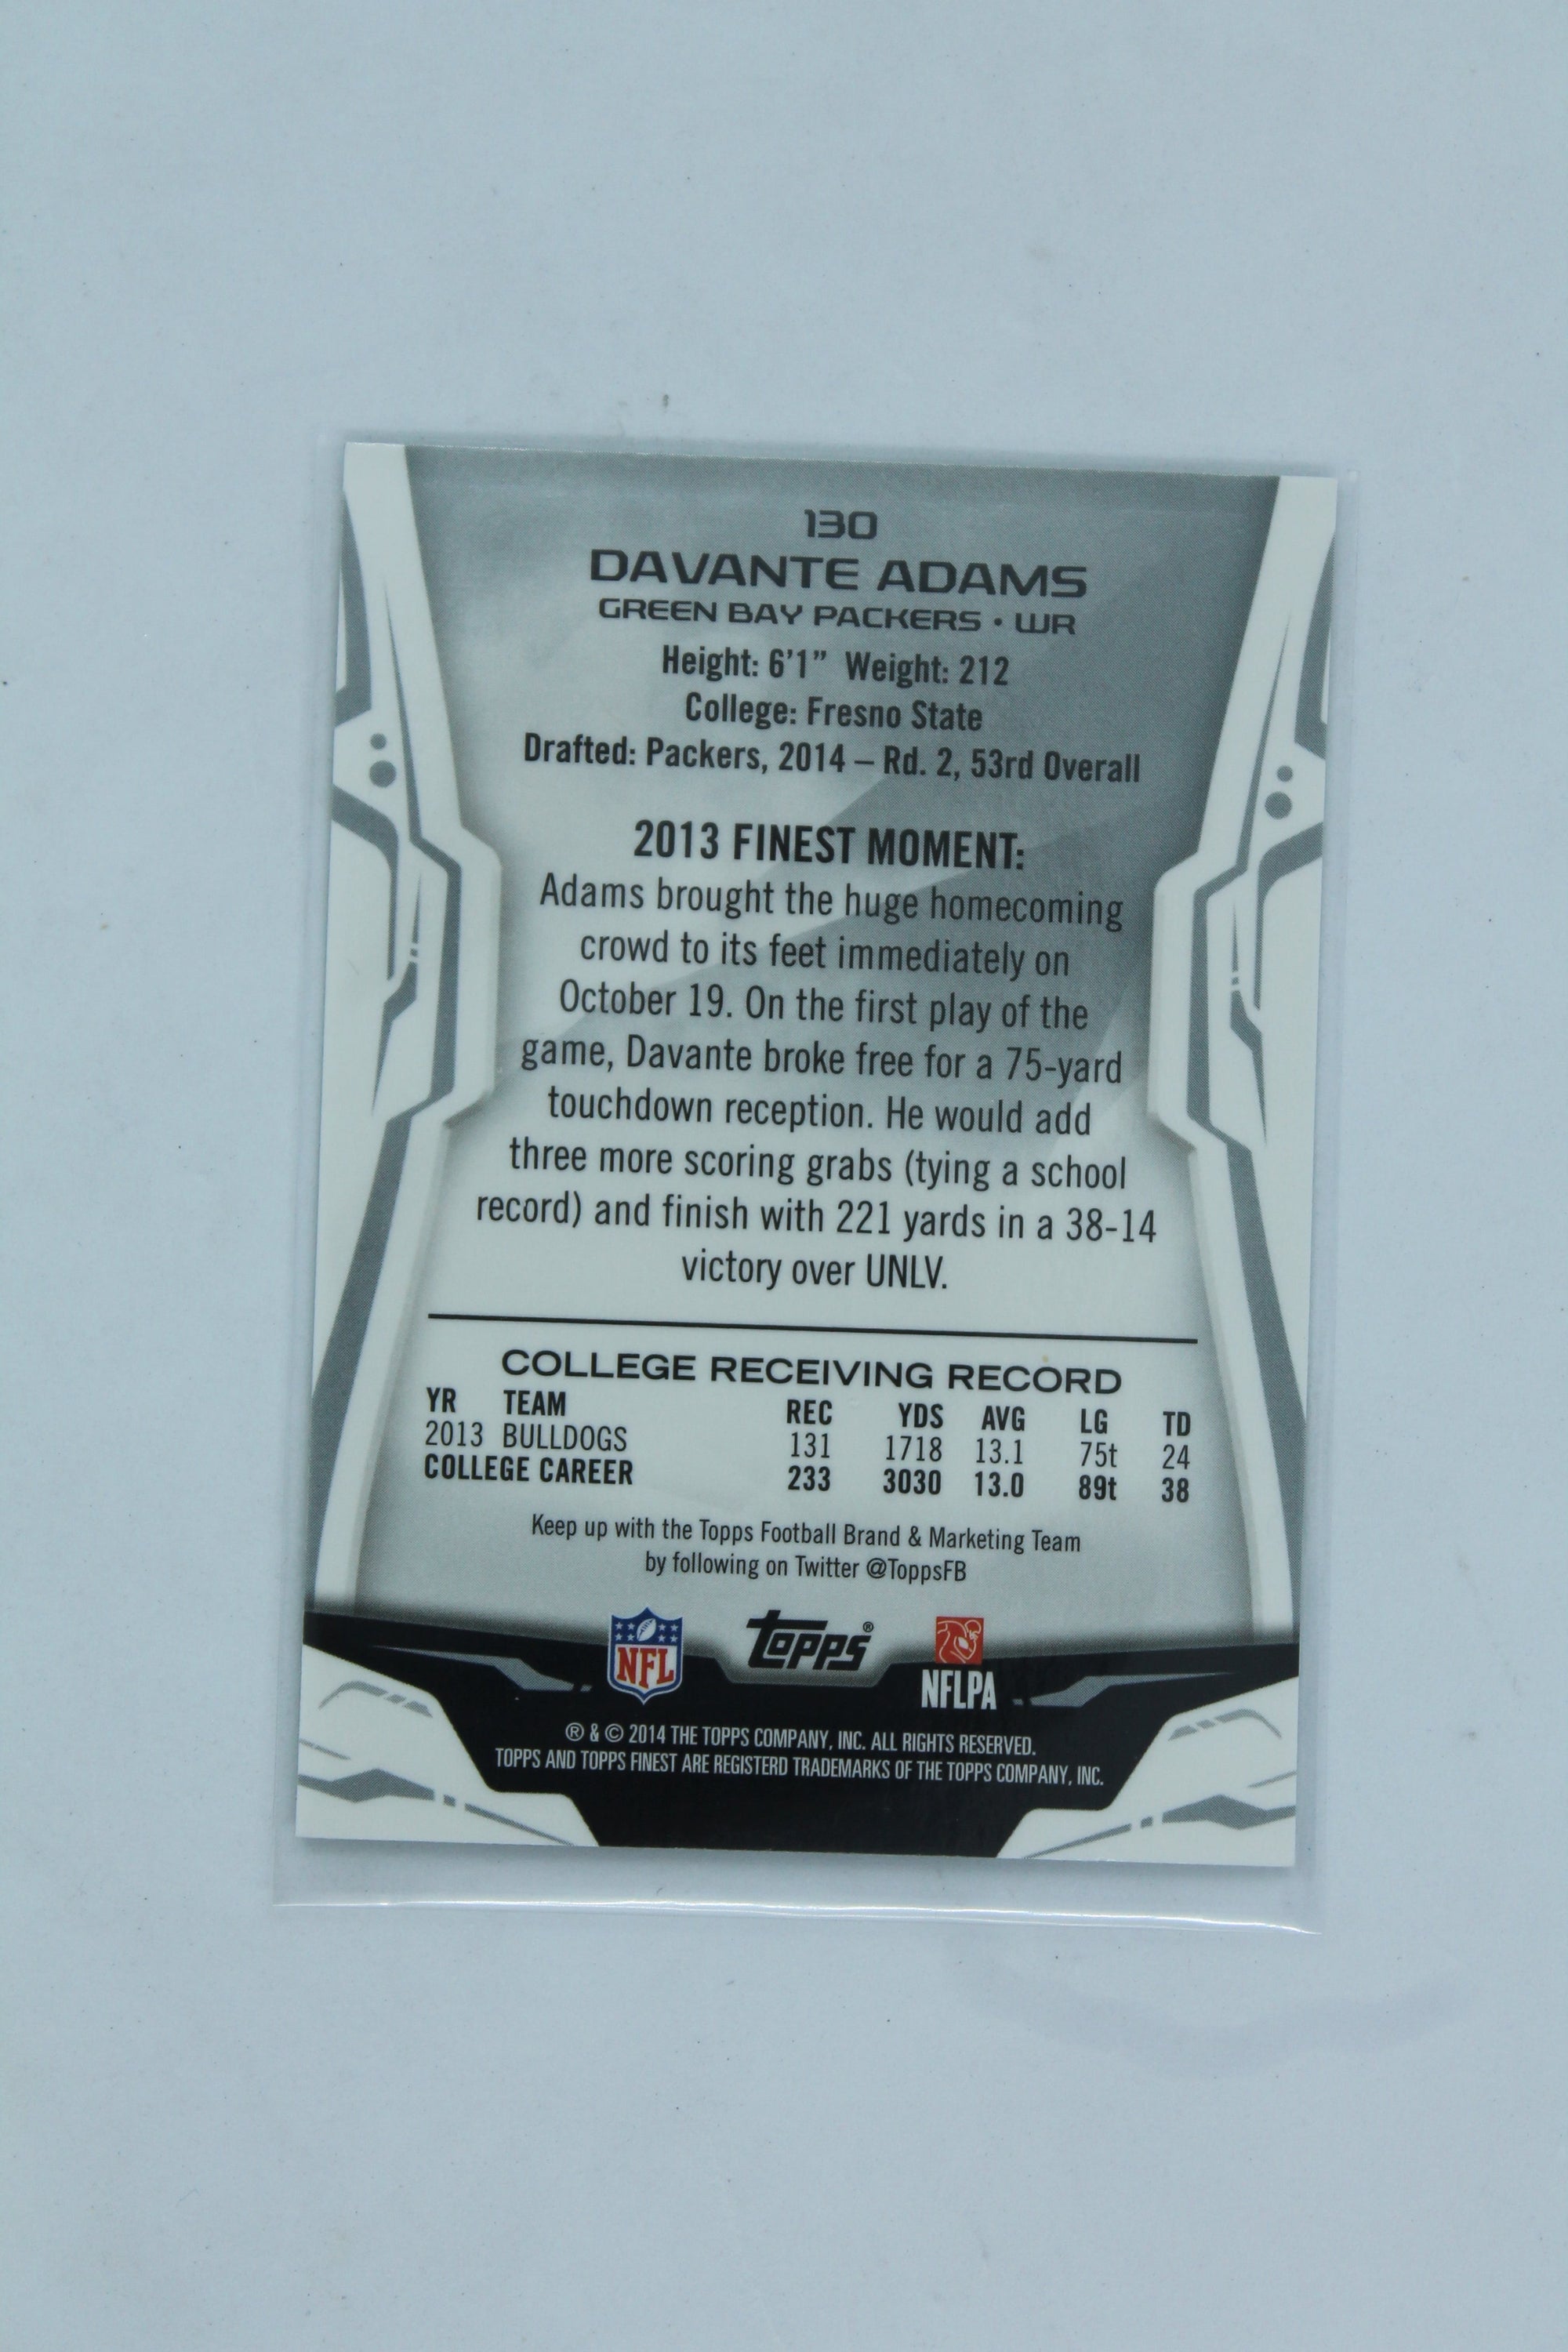 130
DAVANTE ADAMS
GREEN BAY PACKERS • WR
Height: 6'1” Weight: 212
College: Fresno State
Drafted: Packers, 2014 – Rd. 2, 53rd Overall
2013 FINEST MOMENT:
Adams brought the huge homecoming
crowd to its feet immediately on
October 19. On the first play of the
game, Davante broke free for a 75-yard
touchdown reception. He would add
three more scoring grabs (tying a school
record) and finish with 221 yards in a 38-14
victory over UNLV.
COLLEGE RECEIVING RECORD
YR TEAM REC YDS AVG LG TD
2013 BULLDOGS 131 1718 13.1 75t 24
COLLEGE CAREER 233 3030 13.0 89t 38
Keep up with the Topps Football Brand & Marketing Team
by following on Twitter @ToppsFB
NFL topps® NFLPA
® & © 2014 THE TOPPS COMPANY, INC. ALL RIGHTS RESERVED.
TOPPS AND TOPPS FINEST ARE REGISTERD TRADEMARKS OF THE TOPPS COMPANY, INC.